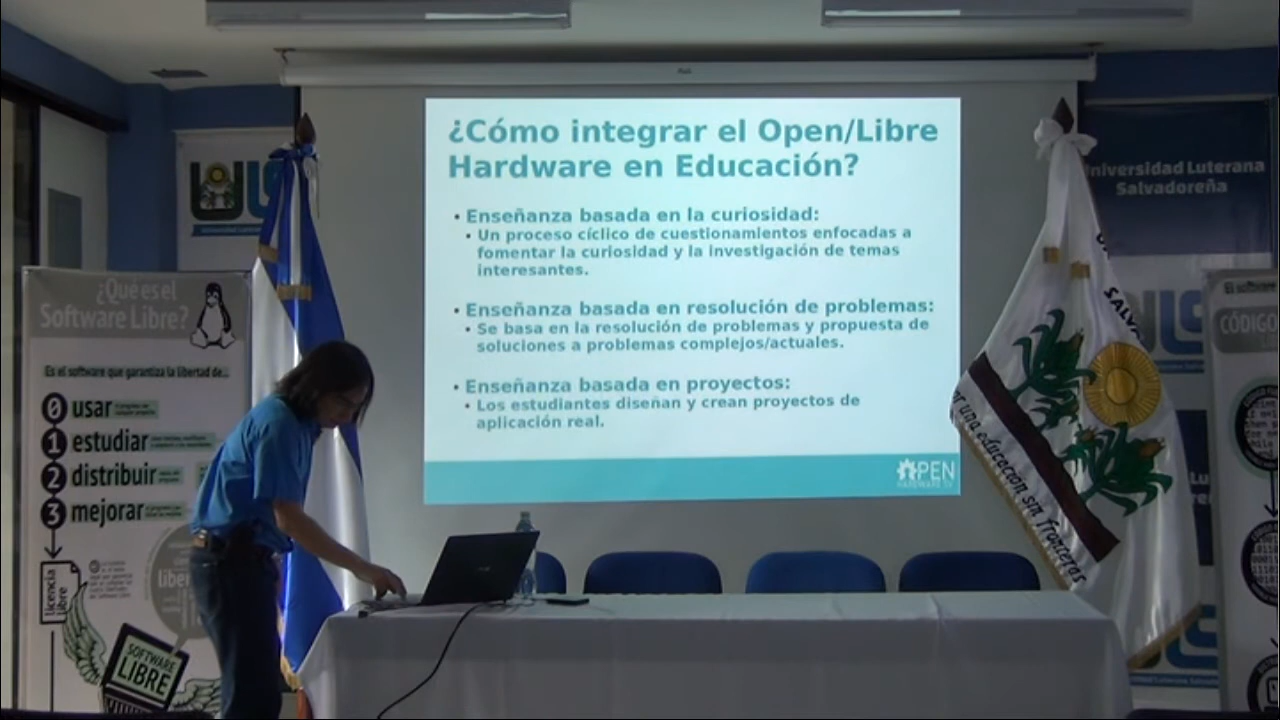 ¿Cómo integrar el Open/Libre
Hardware en Educación?
• Enseñanza basada en la curiosidad:
• Un proceso cíclico de cuestionamientos enfocadas a
fomentar la curiosidad y la investigación de temas
interesantes.
• Enseñanza basada en resolución de problemas:
• Se basa en la resolución de problemas y propuesta de
soluciones a problemas complejos/actuales.
• Enseñanza basada en proyectos:
• Los estudiantes diseñan y crean proyectos de
aplicación real.
OPEN
HARDWARE SV
¿Qué es el
Software Libre?
Es el software que garantiza la libertad de...
0 usar
1 estudiar
2 distribuir
3 mejorar
licencia
libre
SOFTWARE
LIBRE
Universidad Luterana
Salvadoreña
por una educacion sin fronteras
CÓDIGO